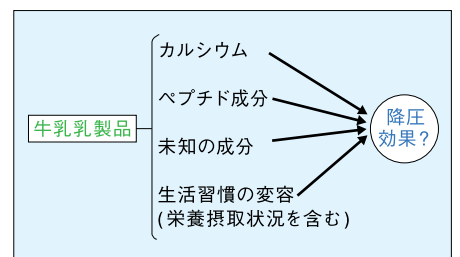 牛乳乳製品
カルシウム
ペプチド成分
未知の成分
生活習慣の変容
(栄養摂取状況を含む)
降圧
効果?